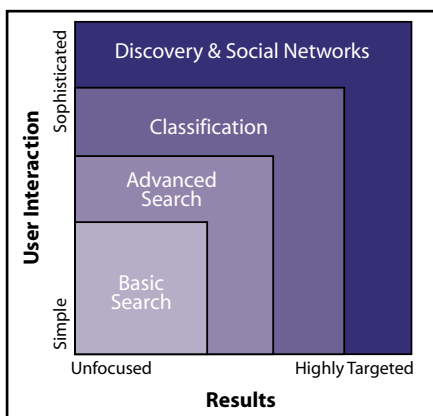 Sophisticated
Discovery & Social Networks
Classification
Advanced
Search
Basic
Search
User Interaction
Simple
Unfocused
Highly Targeted
Results